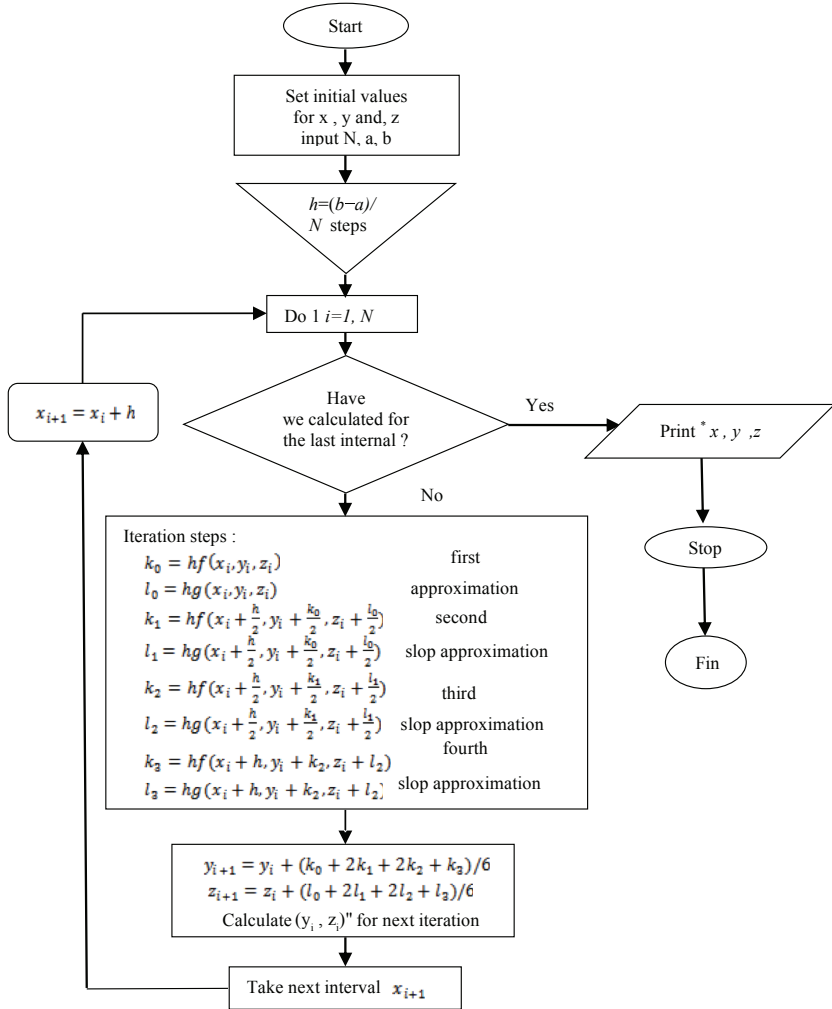 Start
Set initial values
for x , y and, z
input N, a, b
h=(b−a)/
N steps
Do 1 i=1, N
x_{i+1} = x_i + h
Have
we calculated for
the last internal ?
Yes
Print * x , y ,z
No
Stop
Fin
Iteration steps :
k_0 = hf(x_i, y_i, z_i) first
l_0 = hg(x_i, y_i, z_i) approximation
k_1 = hf(x_i + h/2, y_i + k_0/2, z_i + l_0/2) second
l_1 = hg(x_i + h/2, y_i + k_0/2, z_i + l_0/2) slop approximation
k_2 = hf(x_i + h/2, y_i + k_1/2, z_i + l_1/2) third
l_2 = hg(x_i + h/2, y_i + k_1/2, z_i + l_1/2) slop approximation
fourth
k_3 = hf(x_i + h, y_i + k_2, z_i + l_2)
l_3 = hg(x_i + h, y_i + k_2, z_i + l_2) slop approximation
y_{i+1} = y_i + (k_0 + 2k_1 + 2k_2 + k_3)/6
z_{i+1} = z_i + (l_0 + 2l_1 + 2l_2 + l_3)/6
Calculate (y_i , z_i)" for next iteration
Take next interval x_{i+1}